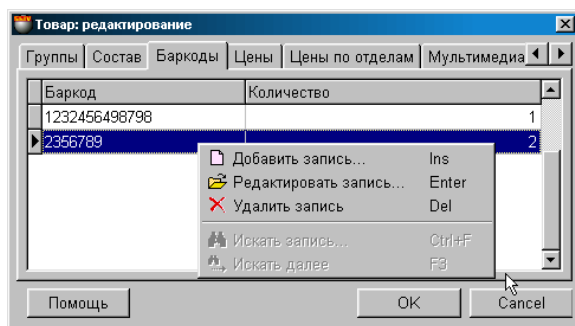 Товар: редактирование
Группы Состав Баркоды Цены Цены по отделам Мультимедиа
Баркод Количество
1232456498798 1
2356789 2
Добавить запись... Ins
Редактировать запись... Enter
Удалить запись Del
Искать запись... Ctrl+F
Искать далее F3
Помощь OK Cancel